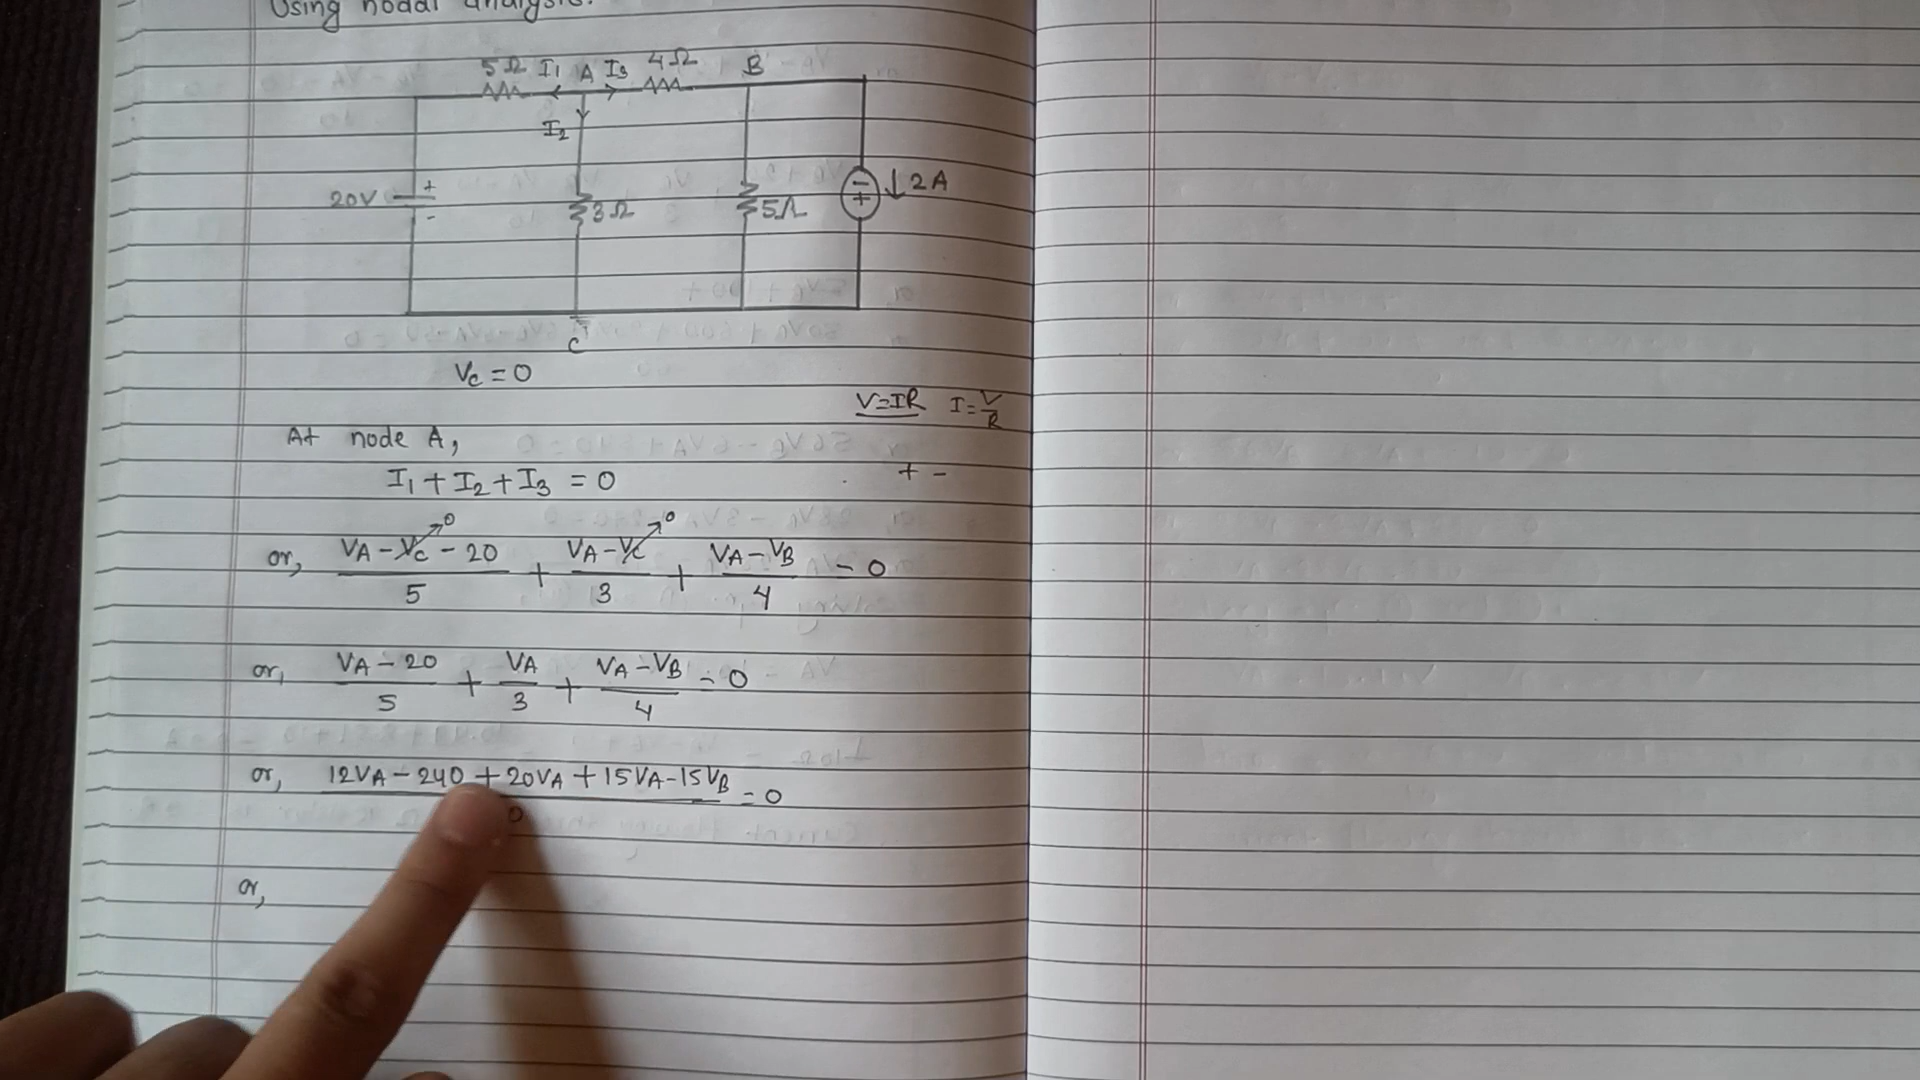 Using nodal analysis.
5Ω I₁ A I₃ 4Ω B
I₂
20V + - 3Ω 5Ω - + ↓ 2A
C
Vc = 0
V=IR I = V/R
At node A,
I₁ + I₂ + I₃ = 0
+ -
or, (VA - Vc - 20)/5 + (VA - Vc)/3 + (VA - VB)/4 = 0
or, (VA - 20)/5 + VA/3 + (VA - VB)/4 = 0
or, 12VA - 240 + 20VA + 15VA - 15VB = 0
or,